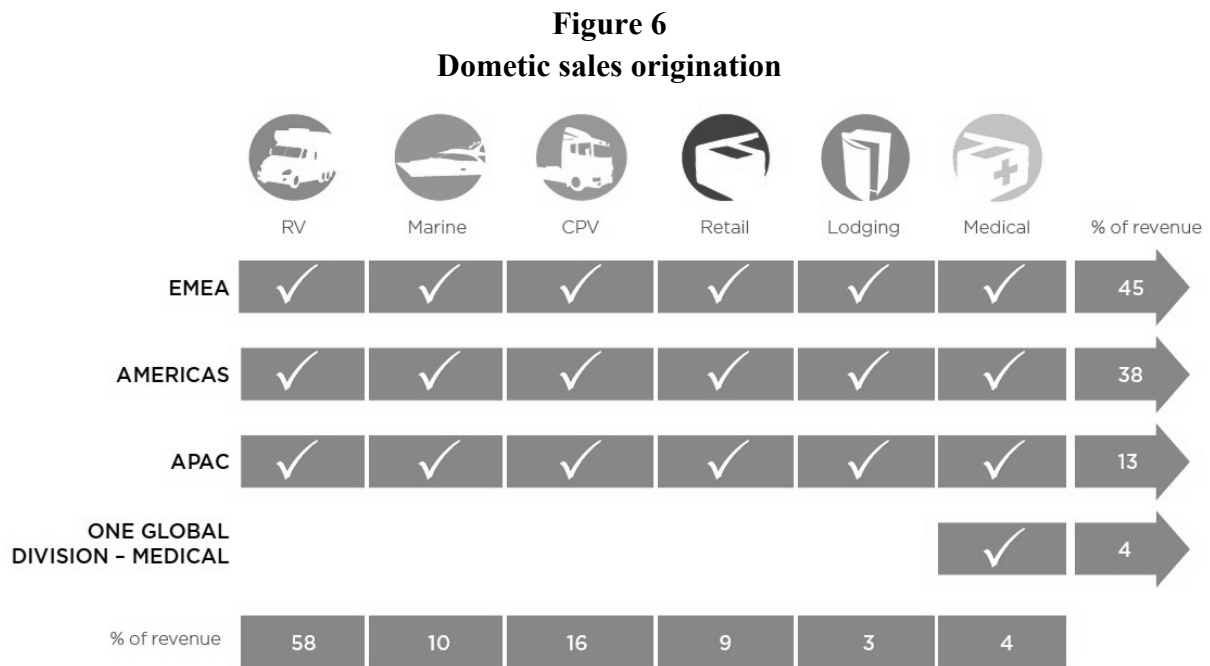 Figure 6
Dometic sales origination
RV Marine CPV Retail Lodging Medical % of revenue
EMEA 45
AMERICAS 38
APAC 13
ONE GLOBAL
DIVISION – MEDICAL 4
% of revenue 58 10 16 9 3 4